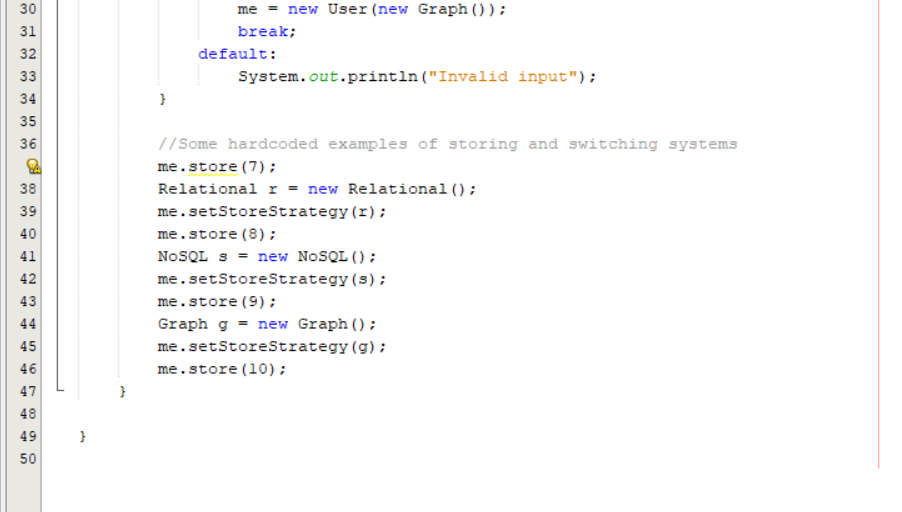 30 me = new User(new Graph());
31 break;
32 default:
33 System.out.println("Invalid input");
34 }
35
36 //Some hardcoded examples of storing and switching systems
me.store(7);
38 Relational r = new Relational();
39 me.setStoreStrategy(r);
40 me.store(8);
41 NoSQL s = new NoSQL();
42 me.setStoreStrategy(s);
43 me.store(9);
44 Graph g = new Graph();
45 me.setStoreStrategy(g);
46 me.store(10);
47 }
48
49 }
50